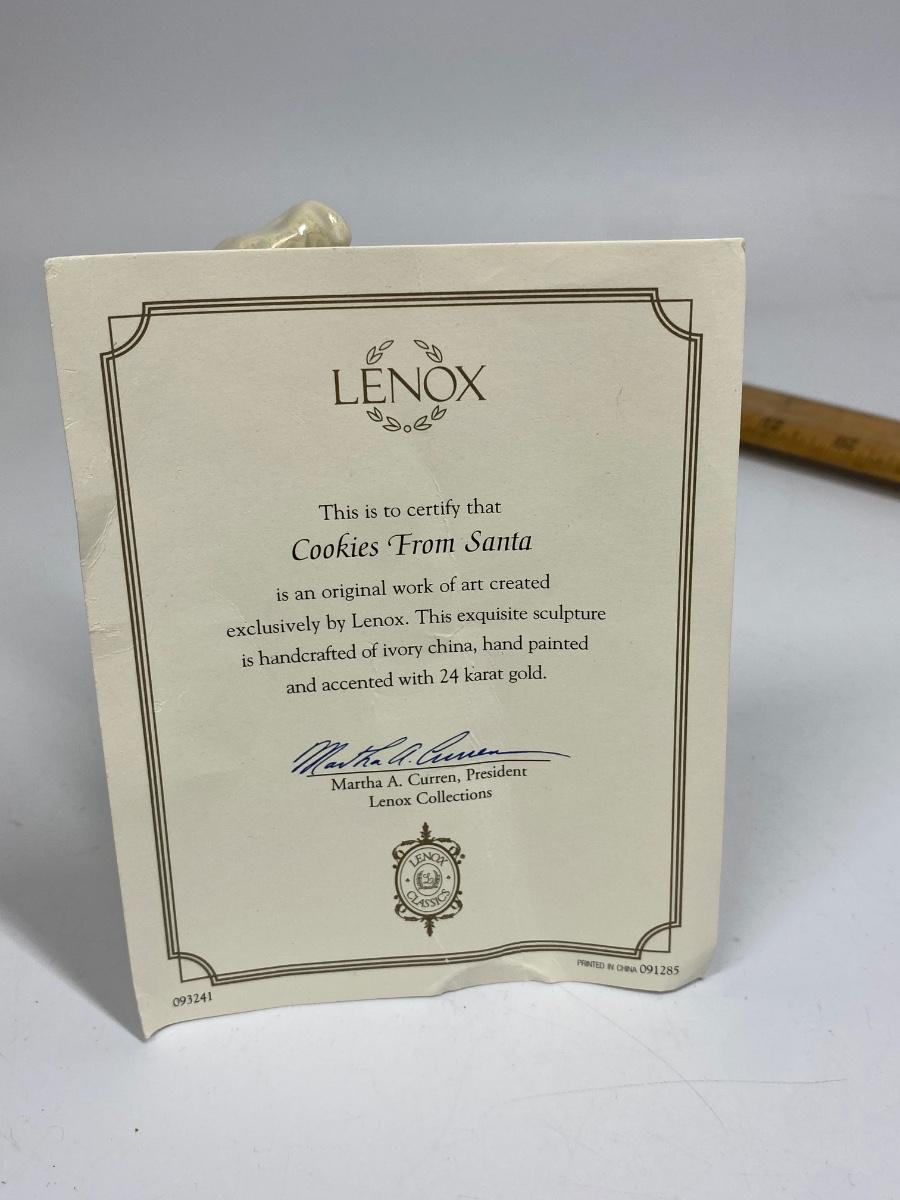 LENOX
This is to certify that
Cookies From Santa
is an original work of art created
exclusively by Lenox. This exquisite sculpture
is handcrafted of ivory china, hand painted
and accented with 24 karat gold.
Martha A. Curren
Martha A. Curren, President
Lenox Collections
LENOX
CLASSICS
093241
PRINTED IN CHINA 091285